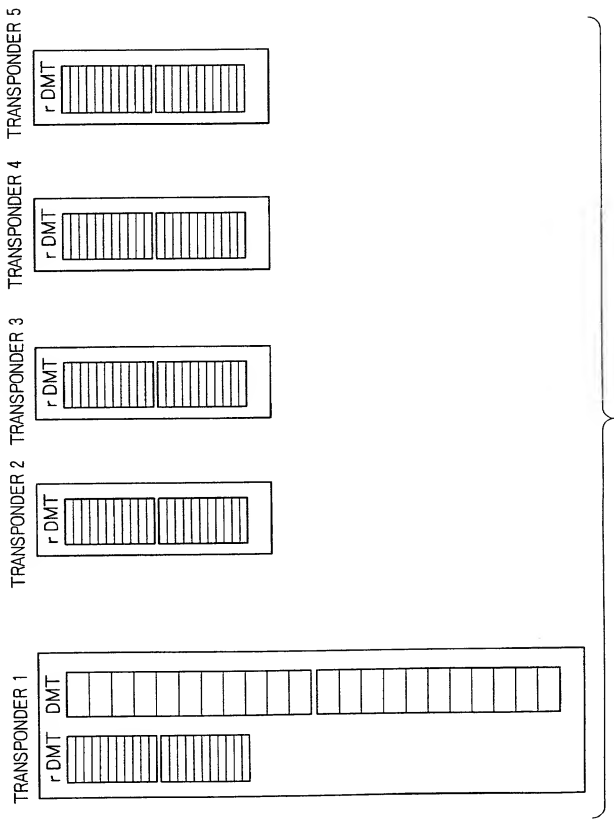 TRANSPONDER 1
r DMT
DMT
TRANSPONDER 2
r DMT
TRANSPONDER 3
r DMT
TRANSPONDER 4
r DMT
TRANSPONDER 5
r DMT